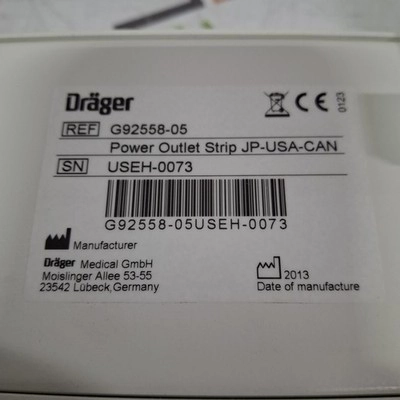 Dräger
CE 0123
REF G92558-05
Power Outlet Strip JP-USA-CAN
SN USEH-0073
G92558-05USEH-0073
Manufacturer
Dräger Medical GmbH
Moislinger Allee 53-55
23542 Lübeck,Germany
2013
Date of manufacture